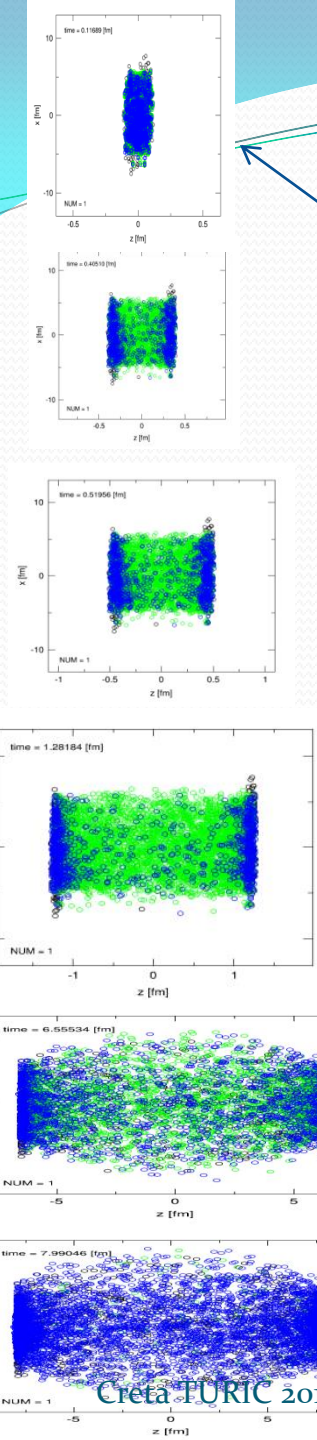 time = 0.11689 [fm]
10
0
-10
x [fm]
NUM = 1
-0.5
0
0.5
z [fm]
time = 0.40510 [fm]
10
0
-10
x [fm]
NUM = 1
-0.5
0
0.5
z [fm]
time = 0.51956 [fm]
10
0
-10
x [fm]
NUM = 1
-1
-0.5
0
0.5
1
z [fm]
time = 1.28184 [fm]
NUM = 1
-1
0
1
z [fm]
time = 6.55534 [fm]
NUM = 1
-5
0
5
z [fm]
time = 7.99046 [fm]
NUM = 1
Creta TURIC 201
-5
0
5
z [fm]